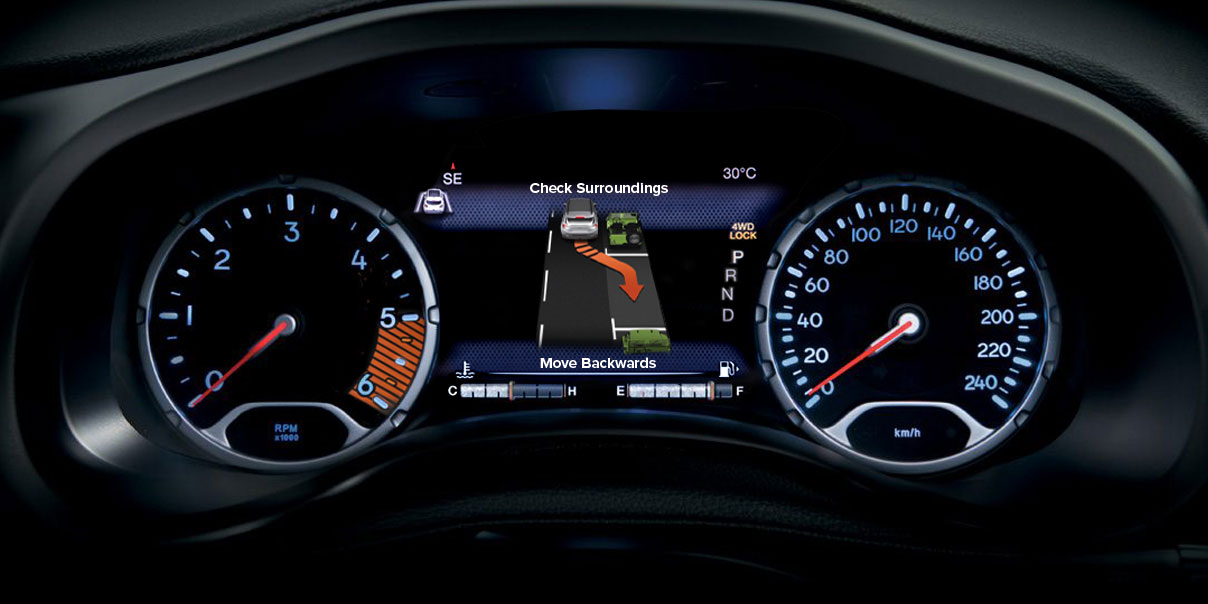 SE
30°C
Check Surroundings
4WD
LOCK
P
R
N
D
0
1
2
3
4
5
6
RPM
x1000
Move Backwards
C H
E F
0
20
40
60
80
100
120
140
160
180
200
220
240
km/h